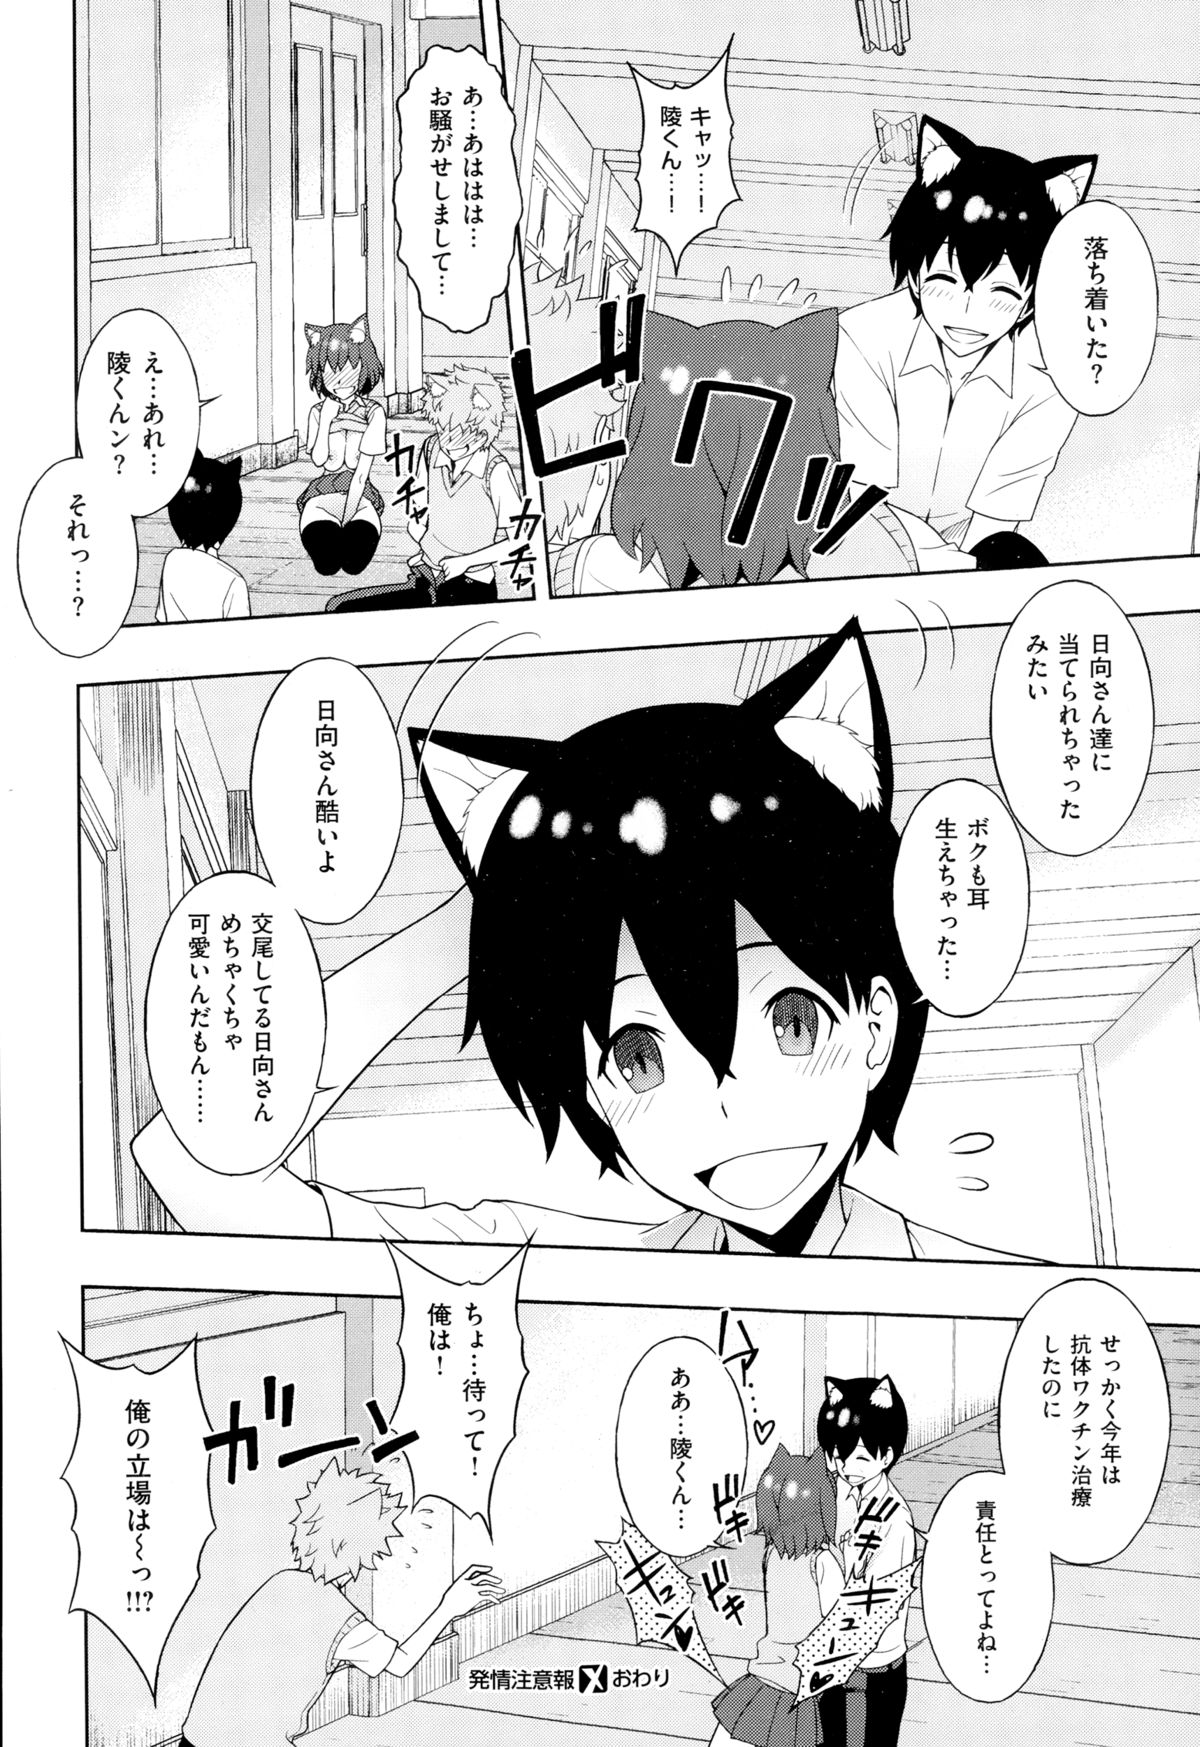 落ち着いた？
キャッ…！
陵くん…！
ビクッ
あ…あははは…
お騒がせしまして…
カチャ
カチャ
え…あれ…
陵くんン？
それっ…？
日向さん達に
当てられちゃった
みたい
ボクも耳
生えちゃった…
日向さん酷いよ
交尾してる日向さん
めちゃくちゃ
可愛いんだもん……
せっかく今年は
抗体ワクチン治療
したのに
責任とってよね…
ハァ…♡
ああ…陵くん…
ドキ
ドキ
ドキ
ドキ
キュー♡
キュン♡
ちょ…待って！
俺は！
ガーン
俺の立場は〜っ!!!?
発情注意報 X おわり